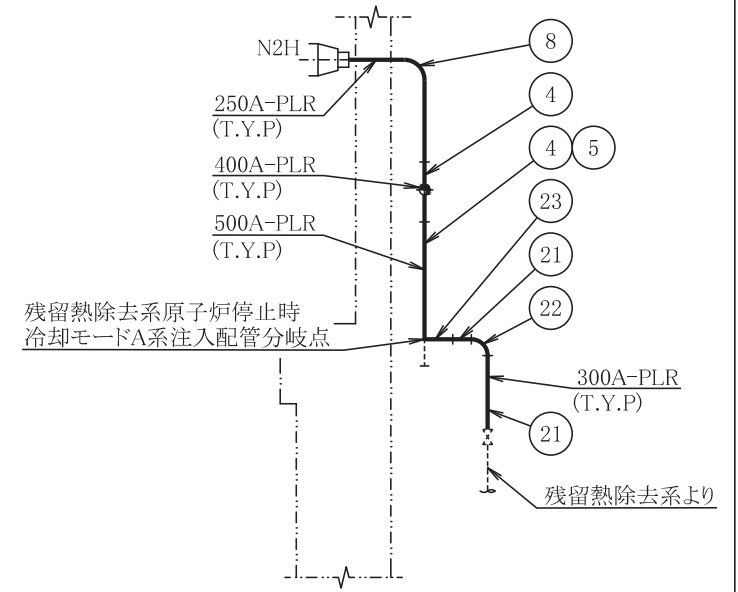 N2H
8
250A-PLR
(T.Y.P)
4
400A-PLR
(T.Y.P)
4 5
500A-PLR
(T.Y.P)
23
21
残留熱除去系原子炉停止時
冷却モードA系注入配管分岐点
22
300A-PLR
(T.Y.P)
21
残留熱除去系より